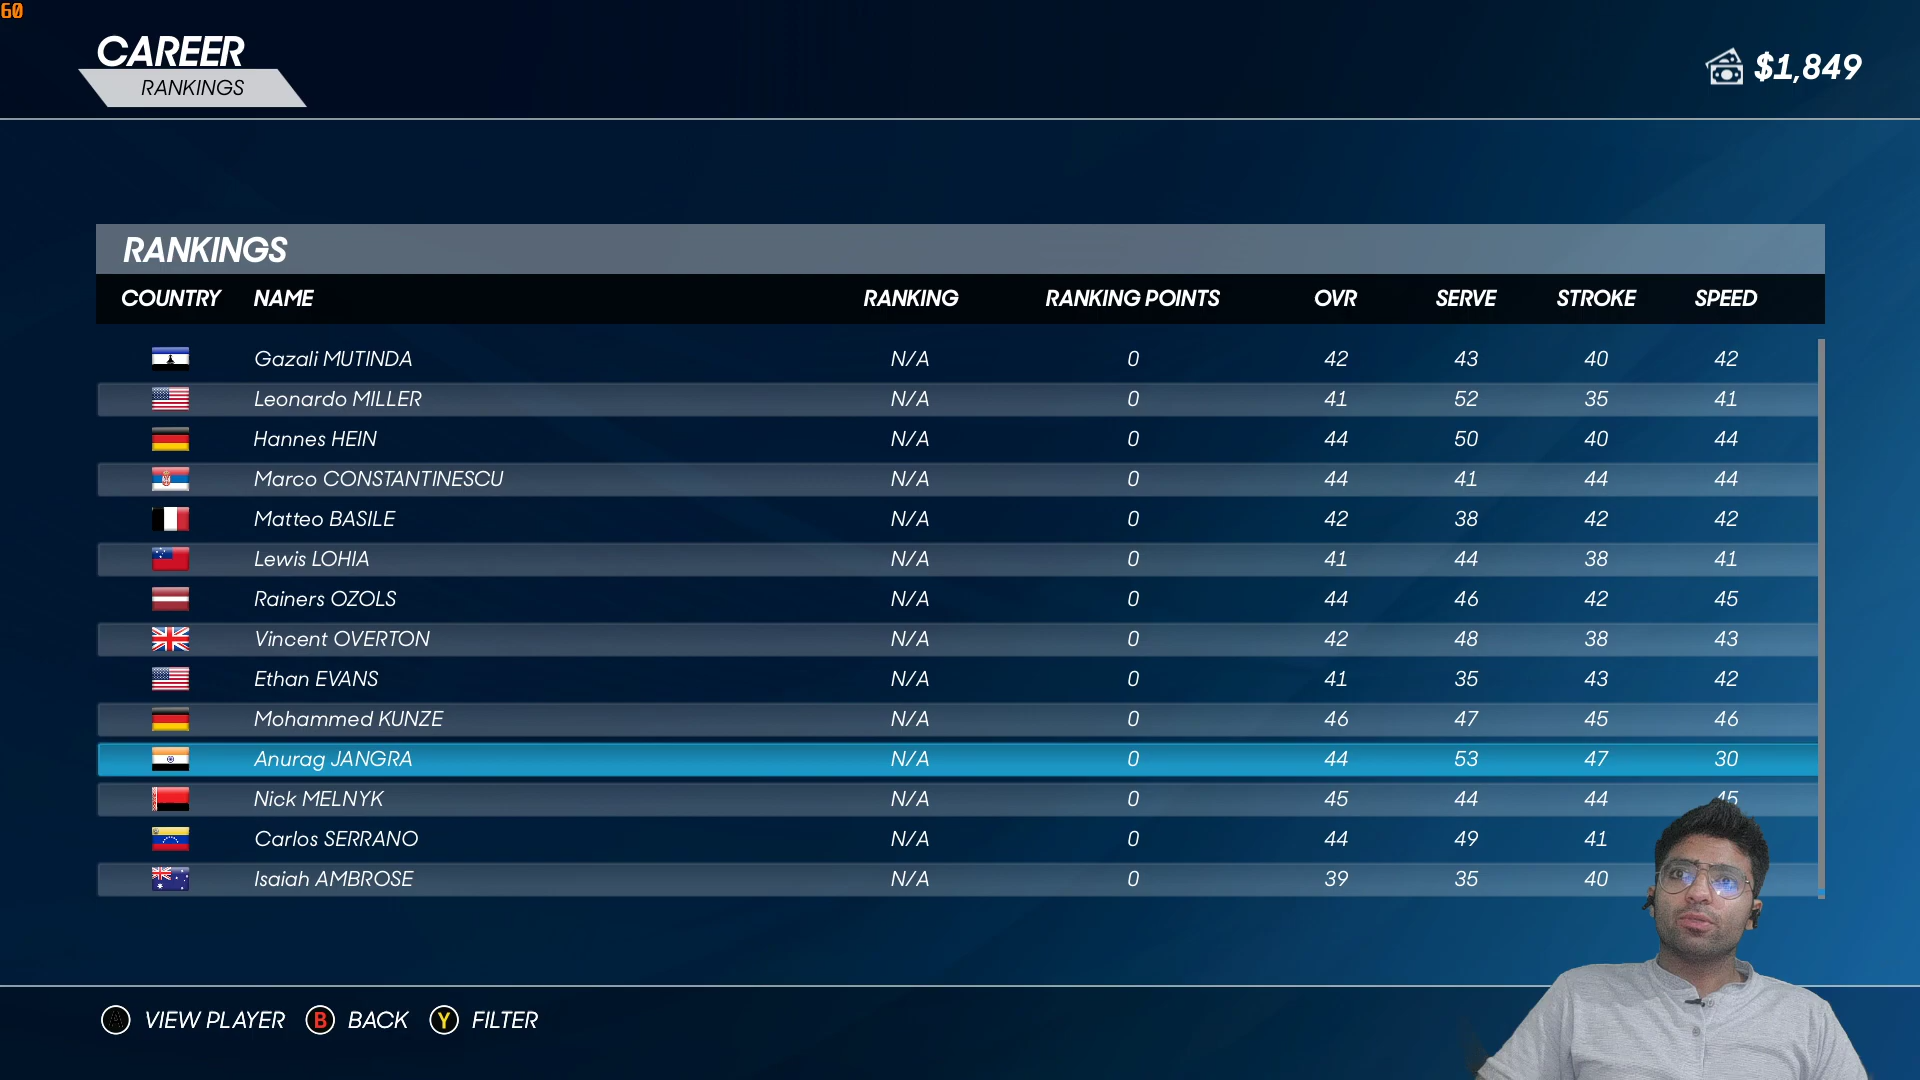 60
CAREER
RANKINGS
$1,849
RANKINGS
COUNTRY NAME RANKING RANKING POINTS OVR SERVE STROKE SPEED
Gazali MUTINDA N/A 0 42 43 40 42
Leonardo MILLER N/A 0 41 52 35 41
Hannes HEIN N/A 0 44 50 40 44
Marco CONSTANTINESCU N/A 0 44 41 44 44
Matteo BASILE N/A 0 42 38 42 42
Lewis LOHIA N/A 0 41 44 38 41
Rainers OZOLS N/A 0 44 46 42 45
Vincent OVERTON N/A 0 42 48 38 43
Ethan EVANS N/A 0 41 35 43 42
Mohammed KUNZE N/A 0 46 47 45 46
Anurag JANGRA N/A 0 44 53 47 30
Nick MELNYK N/A 0 45 44 44 45
Carlos SERRANO N/A 0 44 49 41
Isaiah AMBROSE N/A 0 39 35 40
A VIEW PLAYER B BACK Y FILTER